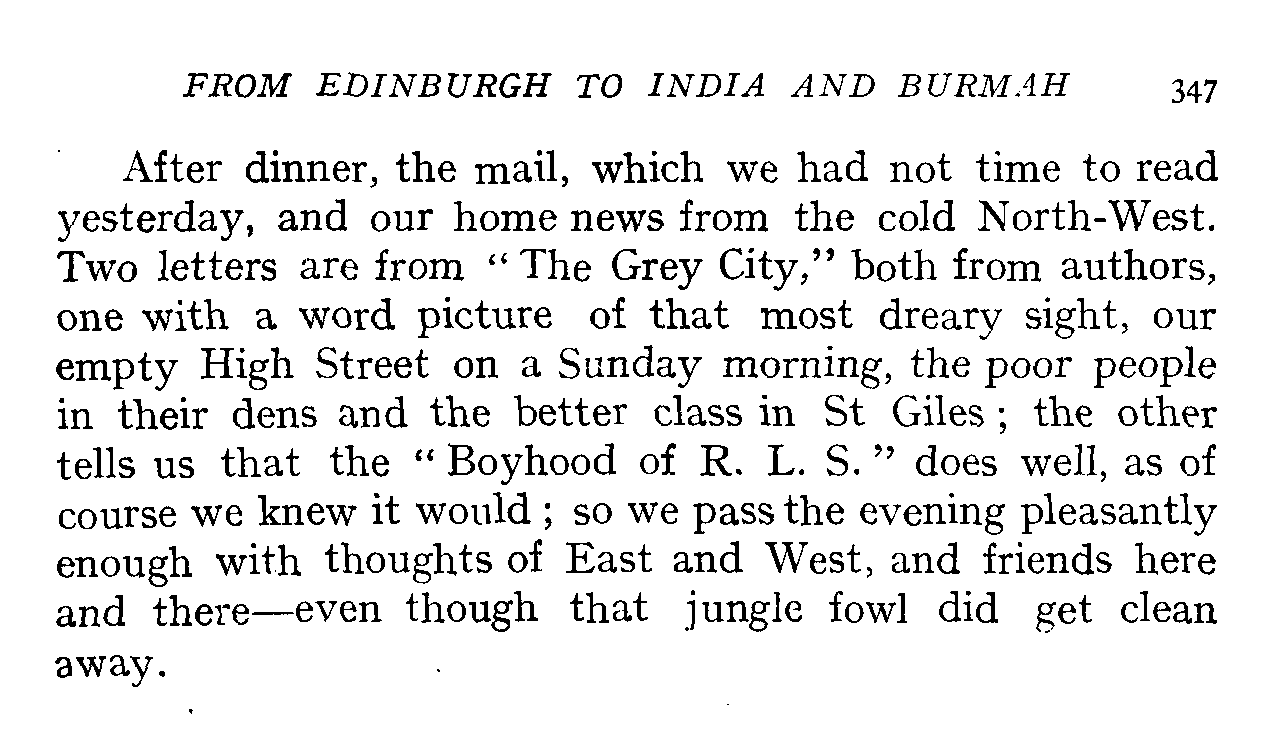 FROM EDINBURGH TO INDIA AND BURMAH 347
After dinner, the mail, which we had not time to read
yesterday, and our home news from the cold North-West.
Two letters are from “ The Grey City,” both from authors,
one with a word picture of that most dreary sight, our
empty High Street on a Sunday morning, the poor people
in their dens and the better class in St Giles ; the other
tells us that the “ Boyhood of R. L. S. ” does well, as of
course we knew it would ; so we pass the evening pleasantly
enough with thoughts of East and West, and friends here
and there—even though that jungle fowl did get clean
away.